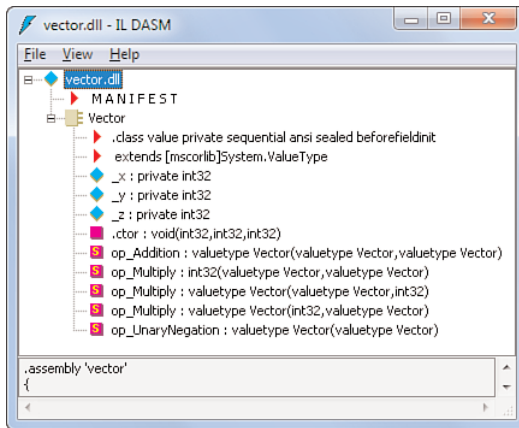 vector.dll - IL DASM
File View Help
vector.dll
MANIFEST
Vector
.class value private sequential ansi sealed beforefieldinit
extends [mscorlib]System.ValueType
_x : private int32
_y : private int32
_z : private int32
.ctor : void(int32,int32,int32)
S op_Addition : valuetype Vector(valuetype Vector,valuetype Vector)
S op_Multiply : int32(valuetype Vector,valuetype Vector)
S op_Multiply : valuetype Vector(valuetype Vector,int32)
S op_Multiply : valuetype Vector(int32,valuetype Vector)
S op_UnaryNegation : valuetype Vector(valuetype Vector)
.assembly 'vector'
{